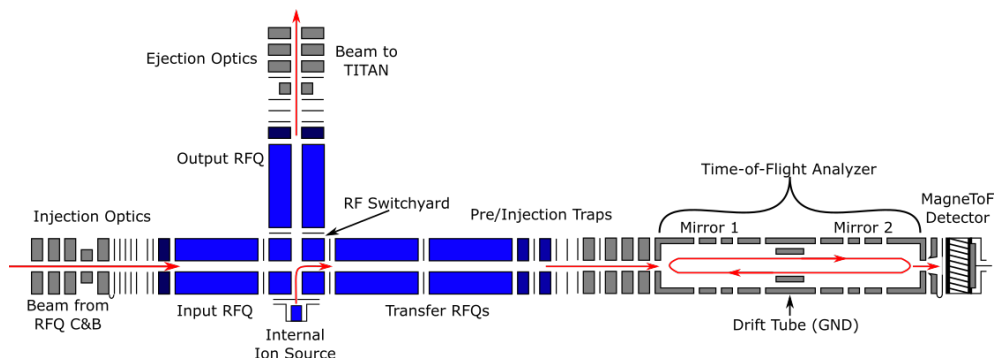 Ejection Optics
Beam to
TITAN
Output RFQ
Time-of-Flight Analyzer
RF Switchyard
MagneToF
Detector
Injection Optics
Pre/Injection Traps
Mirror 1
Mirror 2
Beam from
RFQ C&B
Input RFQ
Internal
Ion Source
Transfer RFQs
Drift Tube (GND)